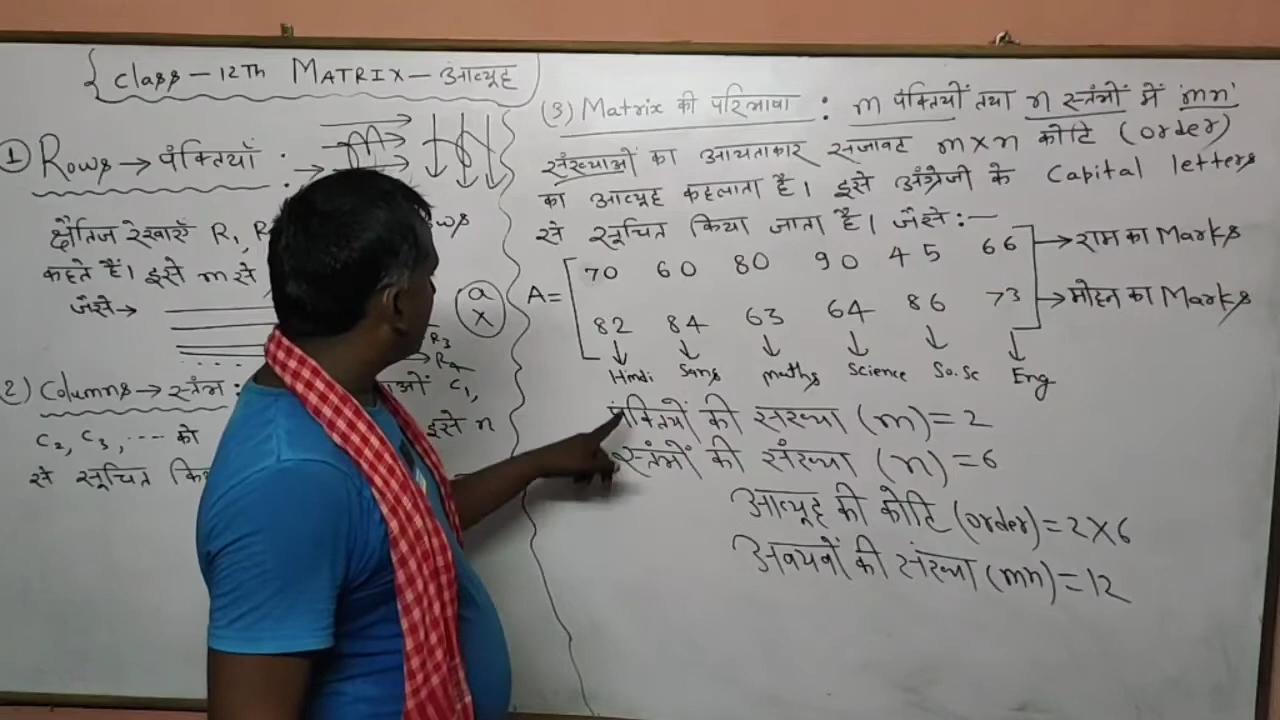 Class - 12Th MATRIX - आव्यूह
① Rows → पंक्तियाँ :
क्षैतिज रेखाएँ R1,
कहते हैं। इसे m से
जैसे →
a
x
R3
R4
2) Columns → स्तंभ : C1,
C2, C3, ... को इसे n
से सूचित
(3) Matrix की परिभाषा : m पंक्तियों तथा n स्तंभों में 'mn'
संख्याओं का आयताकार सजावट m×n कोटि (order)
का आव्यूह कहलाता है। इसे अंग्रेजी के Capital letters
से सूचित किया जाता है। जैसे :-
A = [ 70 60 80 90 45 66 ] → राम का Marks
82 84 63 64 86 73 → मोहन का Marks
↓ ↓ ↓ ↓ ↓ ↓
Hindi Sans maths Science So.Sc Eng
पंक्तियों की संख्या (m) = 2
स्तंभों की संख्या (n) = 6
आव्यूह की कोटि (order) = 2×6
अवयवों की संख्या (mn) = 12